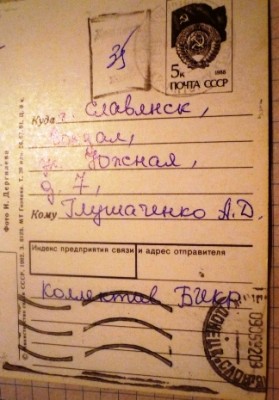 35
5к 1988
ПОЧТА СССР
Куда г. Славянск,
Вокзал,
ул. Южная,
д. 7,
Кому Глушаченко А.Д.
Индекс предприятия связи и адрес отправителя
Коллектив
Фото И. Дергилева